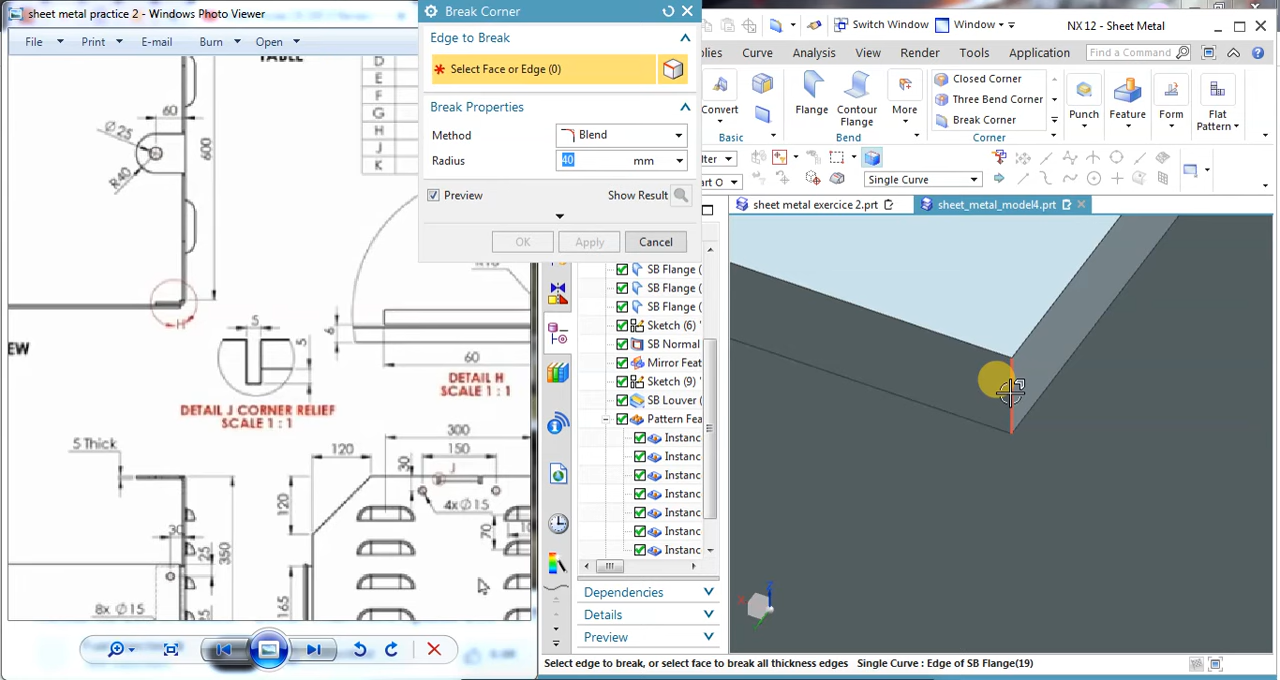 sheet metal practice 2 - Windows Photo Viewer
File Print E-mail Burn Open
TABLE
D
E
F
G
H
J
K
60
Ø 25
R40
600
H
EW
5
5
DETAIL J CORNER RELIEF
SCALE 1 : 1
6
60
DETAIL H
SCALE 1 : 1
5 Thick
120
300
150
30
J
4x Ø15
120
70
350
30
25
165
8x Ø15
25
Break Corner
Edge to Break
* Select Face or Edge (0)
Break Properties
Method Blend
Radius 40 mm
Preview Show Result
OK Apply Cancel
Switch Window Window NX 12 - Sheet Metal
Curve Analysis View Render Tools Application Find a Command
Convert
Flange
Contour
Flange
More
Closed Corner
Three Bend Corner
Break Corner
Punch
Feature
Form
Flat
Pattern
Basic Bend Corner
Single Curve
sheet metal exercice 2.prt sheet_metal_model4.prt
SB Flange (
SB Flange (
SB Flange (
Sketch (6) "
SB Normal
Mirror Feat
Sketch (9) "
SB Louver (
Pattern Fea
Instanc
Instanc
Instanc
Instanc
Instanc
Instanc
Instanc
Dependencies
Details
Preview
Select edge to break, or select face to break all thickness edges Single Curve : Edge of SB Flange(19)